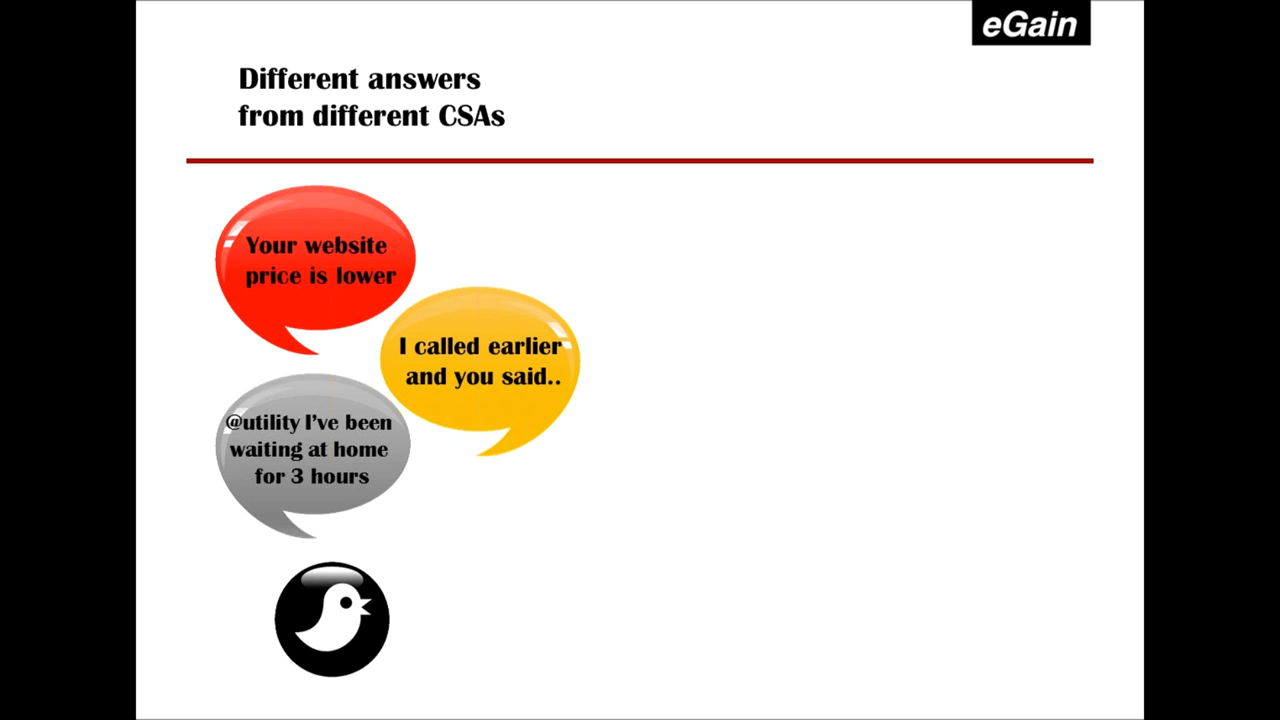 eGain
Different answers
from different CSAs
Your website
price is lower
I called earlier
and you said..
@utility I've been
waiting at home
for 3 hours